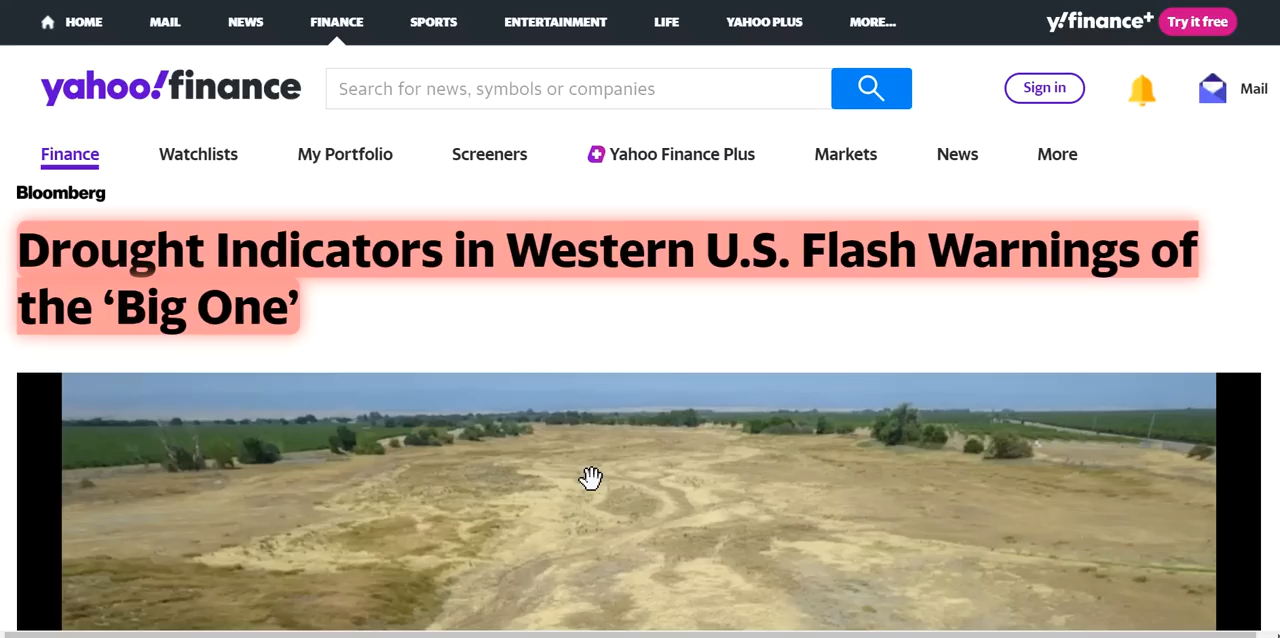 HOME MAIL NEWS FINANCE SPORTS ENTERTAINMENT LIFE YAHOO PLUS MORE... y!finance+ Try it free
yahoo!finance Search for news, symbols or companies Sign in Mail
Finance Watchlists My Portfolio Screeners Yahoo Finance Plus Markets News More
Bloomberg
Drought Indicators in Western U.S. Flash Warnings of
the ‘Big One’